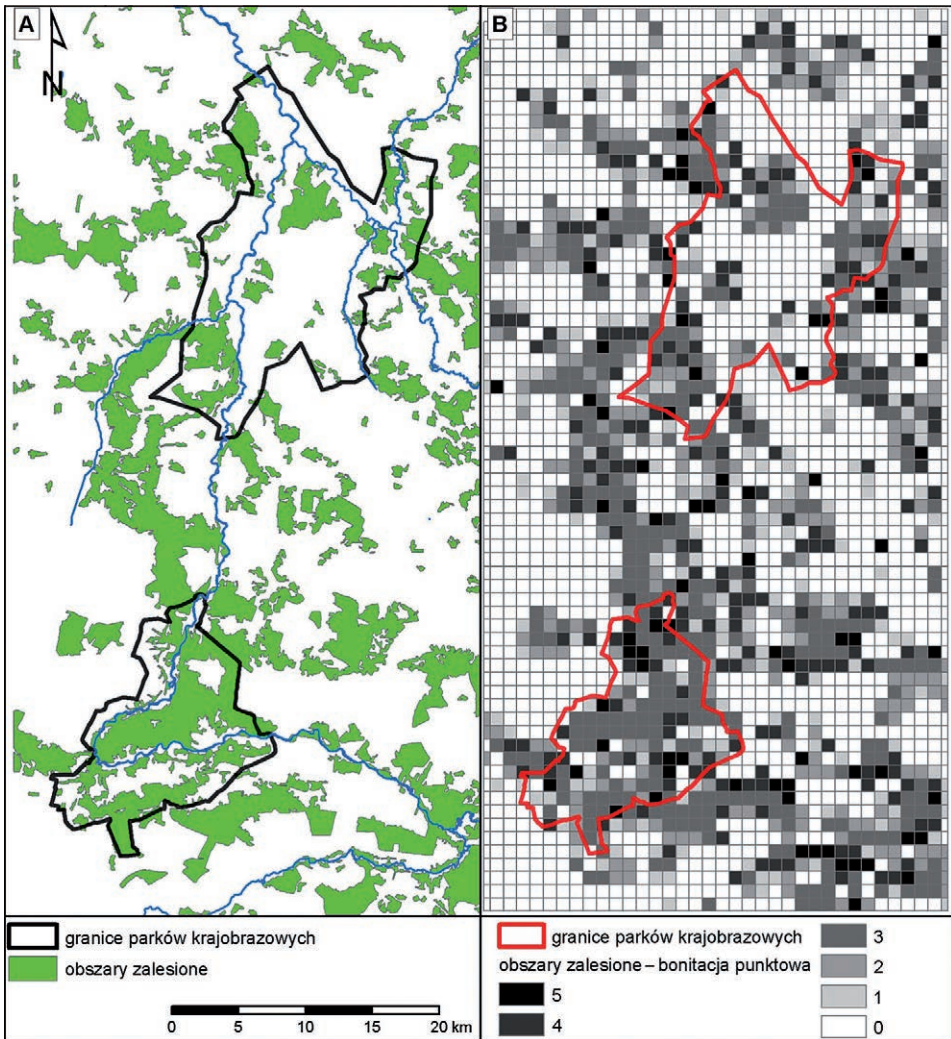 A
B
N
granice parków krajobrazowych
obszary zalesione
0 5 10 15 20 km
granice parków krajobrazowych
obszary zalesione – bonitacja punktowa
5
4
3
2
1
0